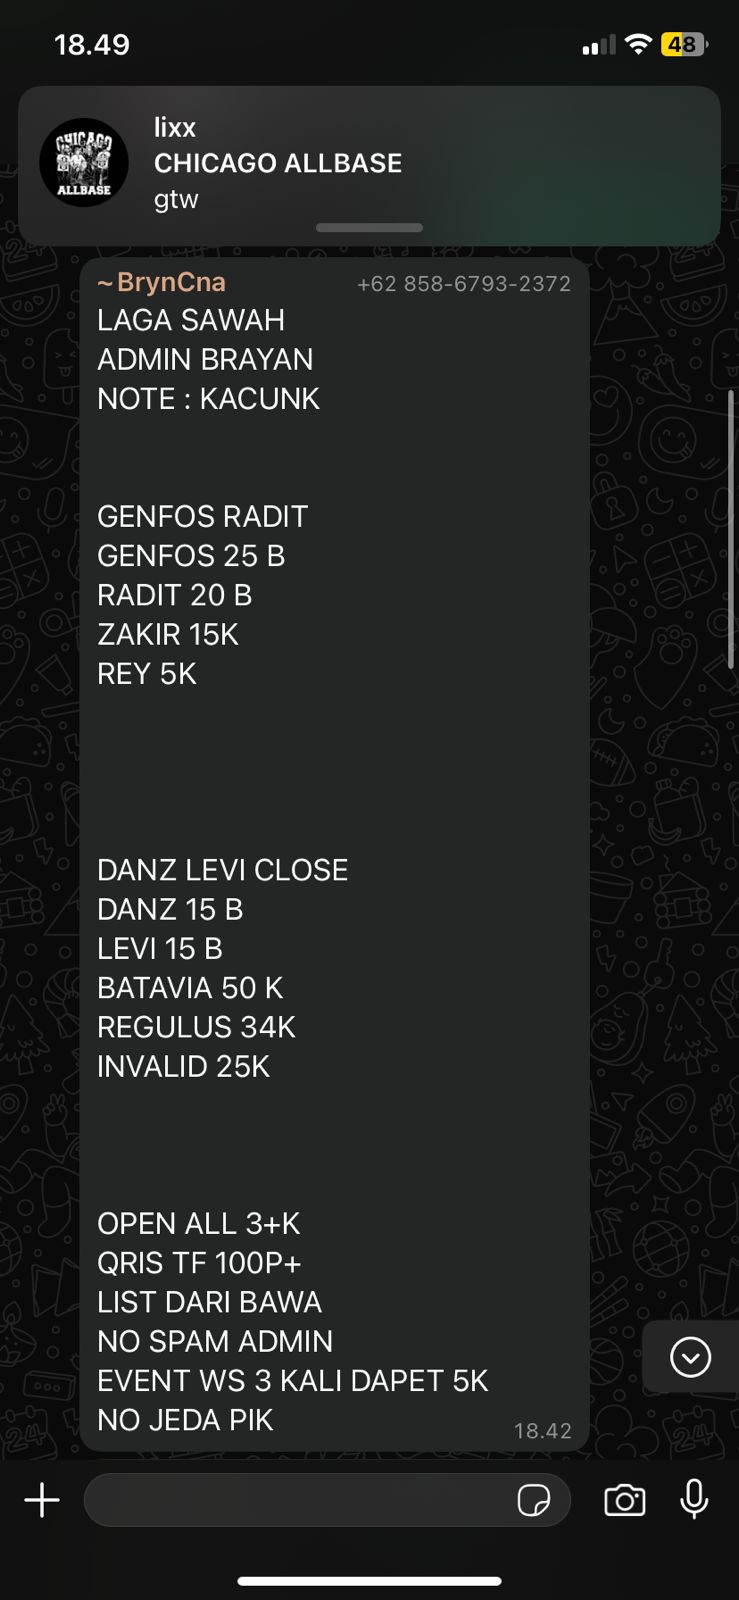 18.49
48
lixx
CHICAGO ALLBASE
gtw
CHICAGO
ALLBASE
~BrynCna +62 858-6793-2372
LAGA SAWAH
ADMIN BRAYAN
NOTE : KACUNK
GENFOS RADIT
GENFOS 25 B
RADIT 20 B
ZAKIR 15K
REY 5K
DANZ LEVI CLOSE
DANZ 15 B
LEVI 15 B
BATAVIA 50 K
REGULUS 34K
INVALID 25K
OPEN ALL 3+K
QRIS TF 100P+
LIST DARI BAWA
NO SPAM ADMIN
EVENT WS 3 KALI DAPET 5K
NO JEDA PIK
18.42